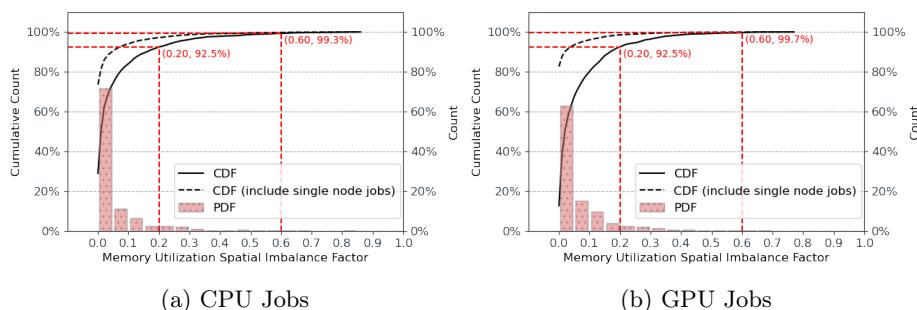 100%
80%
60%
40%
20%
0%
Cumulative Count
(0.20, 92.5%)
(0.60, 99.3%)
CDF
CDF (include single node jobs)
PDF
100%
80%
60%
40%
20%
0%
Count
0.0 0.1 0.2 0.3 0.4 0.5 0.6 0.7 0.8 0.9 1.0
Memory Utilization Spatial Imbalance Factor
(a) CPU Jobs
100%
80%
60%
40%
20%
0%
Cumulative Count
(0.20, 92.5%)
(0.60, 99.7%)
CDF
CDF (include single node jobs)
PDF
100%
80%
60%
40%
20%
0%
Count
0.0 0.1 0.2 0.3 0.4 0.5 0.6 0.7 0.8 0.9 1.0
Memory Utilization Spatial Imbalance Factor
(b) GPU Jobs